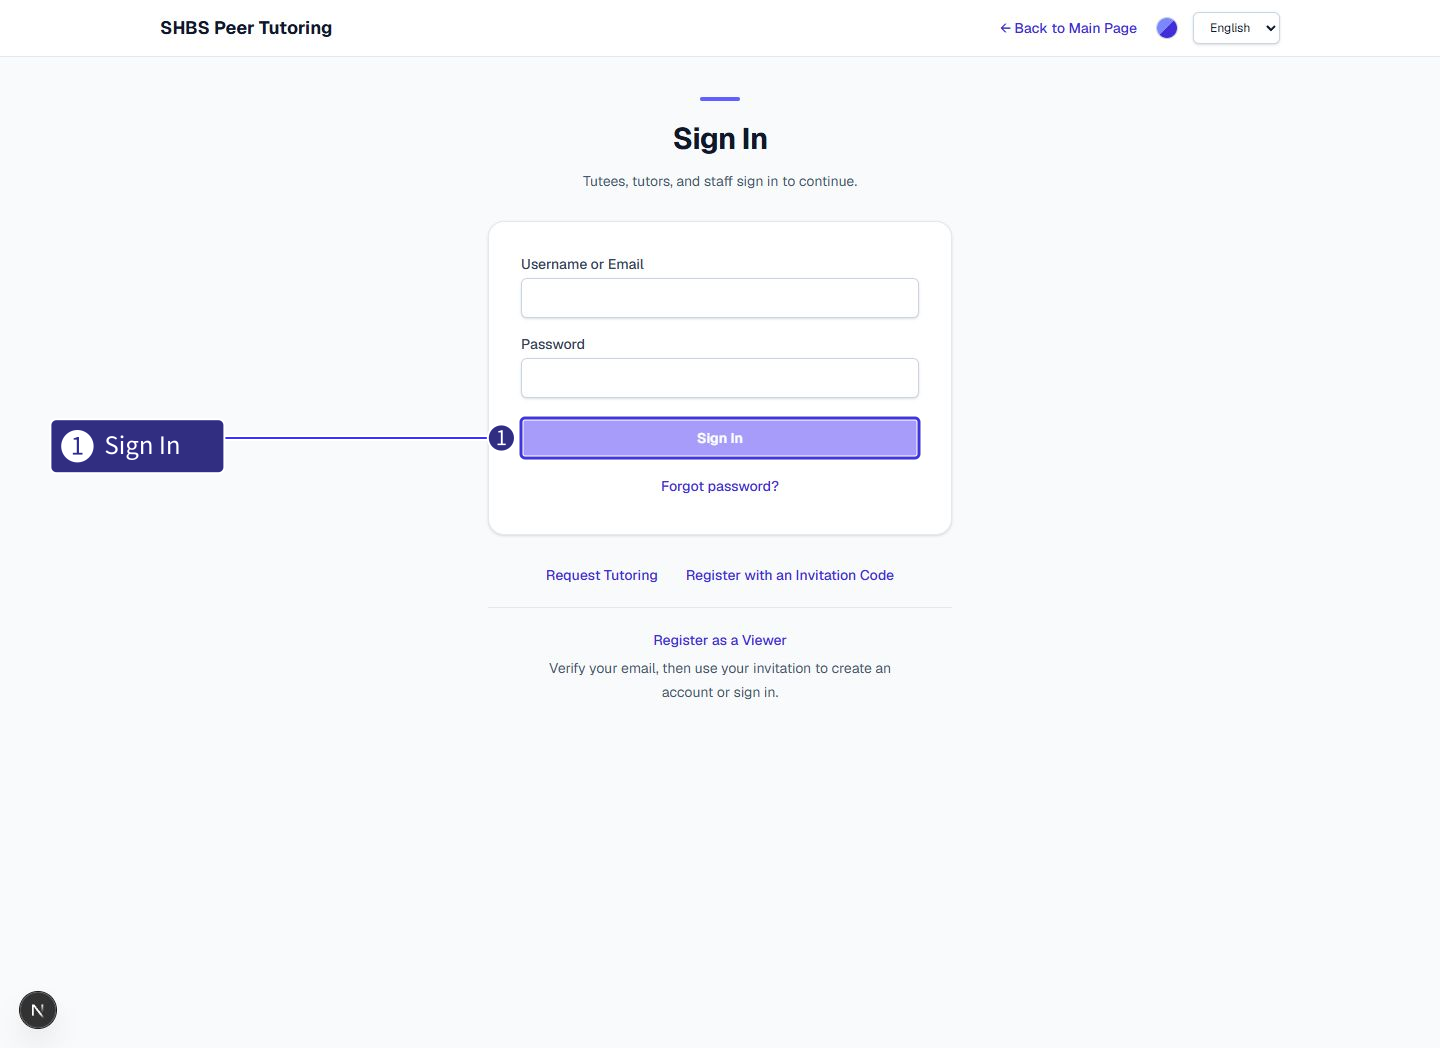 SHBS Peer Tutoring
← Back to Main Page
English
Sign In
Tutees, tutors, and staff sign in to continue.
Username or Email
Password
1 Sign In
1
Sign In
Forgot password?
Request Tutoring
Register with an Invitation Code
Register as a Viewer
Verify your email, then use your invitation to create an
account or sign in.
N